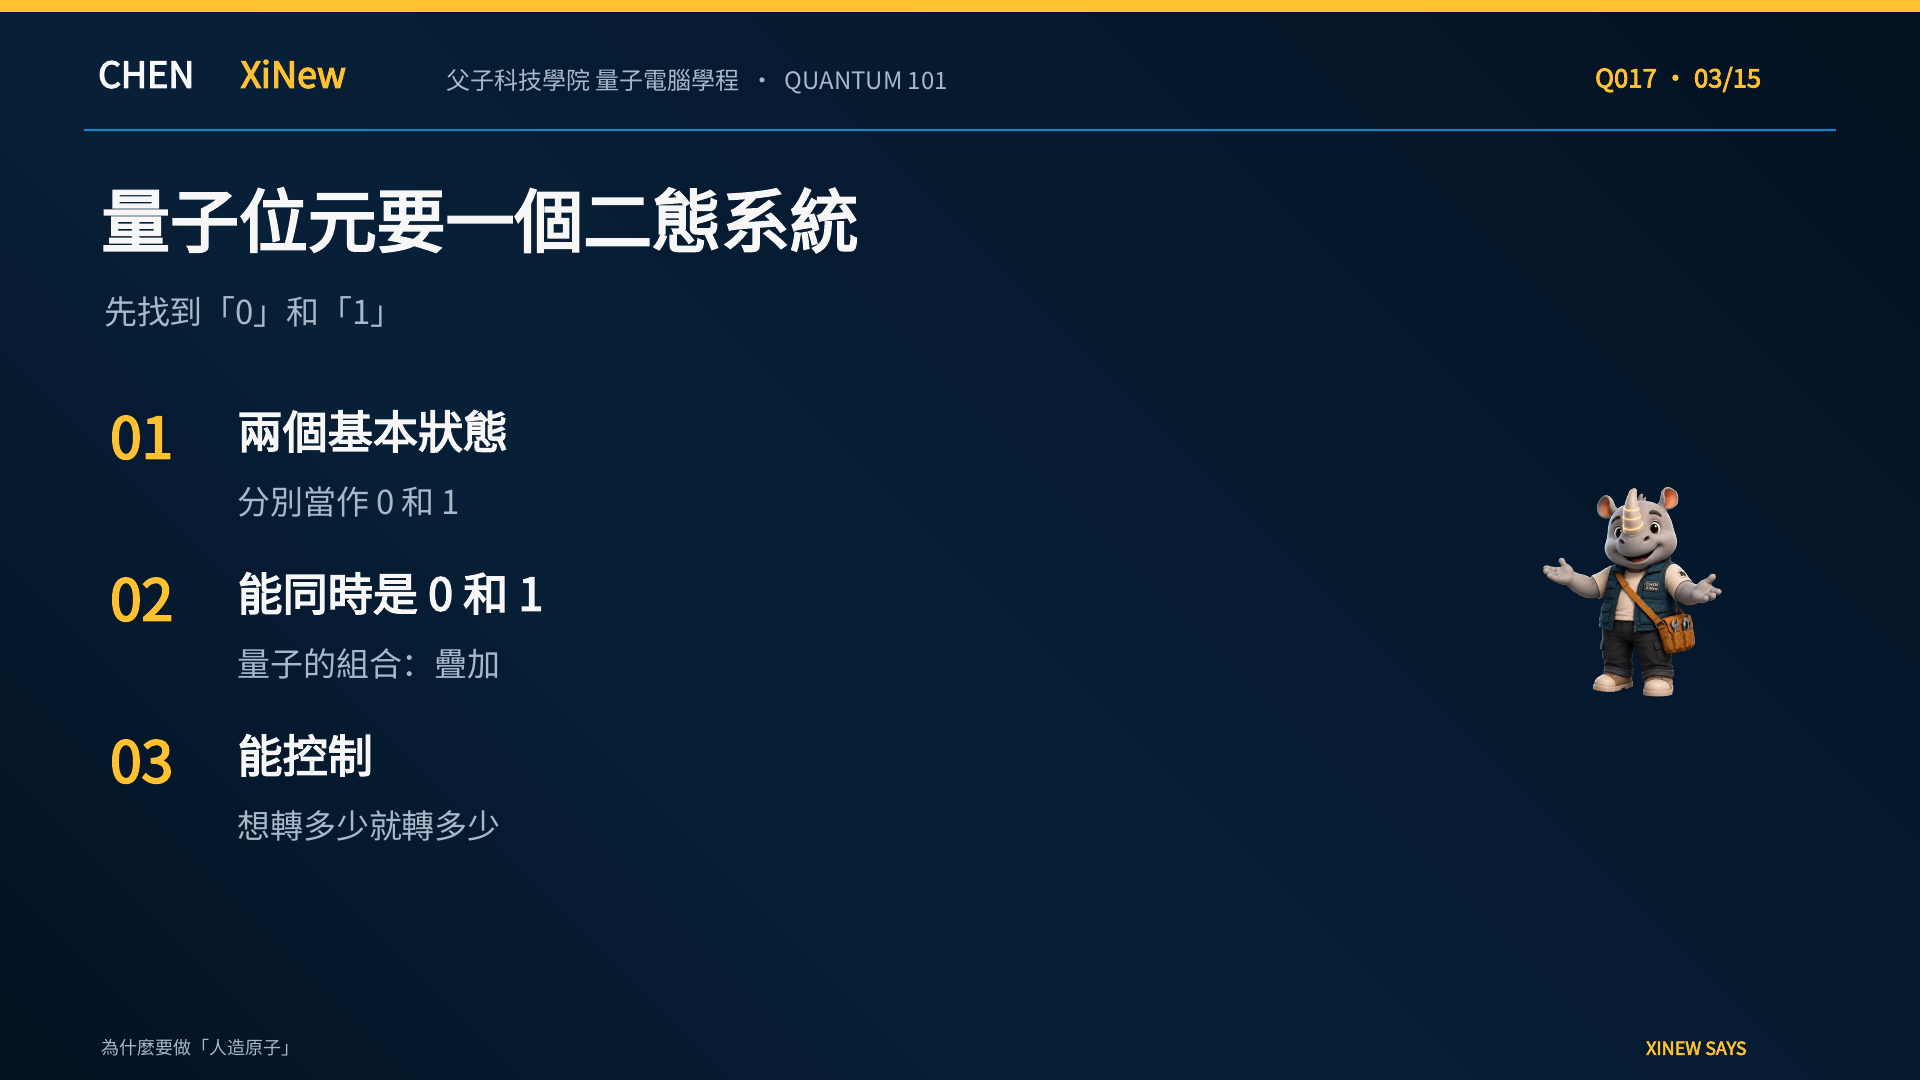 CHEN XiNew 父子科技學院 量子電腦學程 • QUANTUM 101 Q017 • 03/15
量子位元要一個二態系統
先找到「0」和「1」
01 兩個基本狀態
分別當作 0 和 1
02 能同時是 0 和 1
量子的組合：疊加
03 能控制
想轉多少就轉多少
為什麼要做「人造原子」 XINEW SAYS